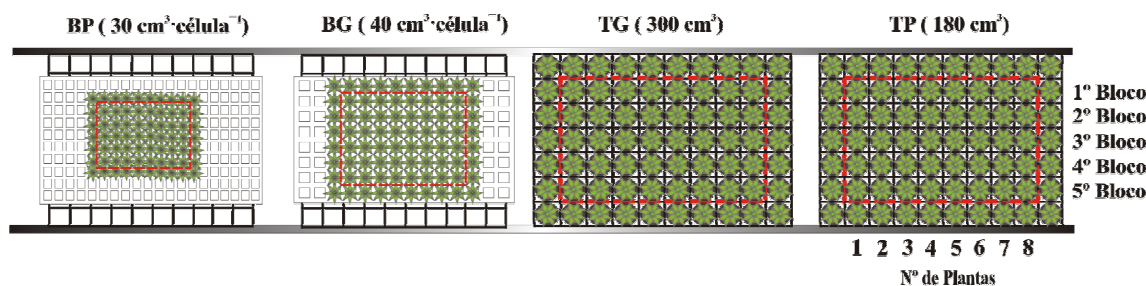 BP ( 30 cm³·célula⁻¹)
BG ( 40 cm³·célula⁻¹)
TG ( 300 cm³)
TP ( 180 cm³)
1º Bloco
2º Bloco
3º Bloco
4º Bloco
5º Bloco
1 2 3 4 5 6 7 8
Nº de Plantas